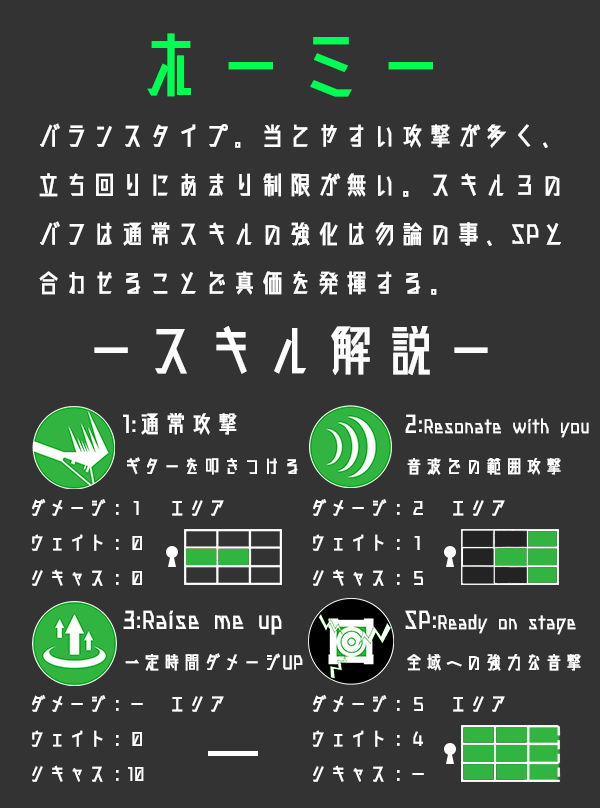 ホーミー
バランスタイプ。当てやすい攻撃が多く、
立ち回りにあまり制限が無い。スキル3の
バフは通常スキルの強化は勿論の事、SPと
合わせることで真価を発揮する。
ースキル解説ー
1:通常攻撃
ギターを叩きつける
ダメージ：1 エリア
ウェイト：0
リキャス：0
2:Resonate with you
音波での範囲攻撃
ダメージ：2 エリア
ウェイト：1
リキャス：5
3:Raise me up
一定時間ダメージUP
ダメージ：ー エリア
ウェイト：0
リキャス：10
SP:Ready on stage
全域への強力な音撃
ダメージ：5 エリア
ウェイト：4
リキャス：ー